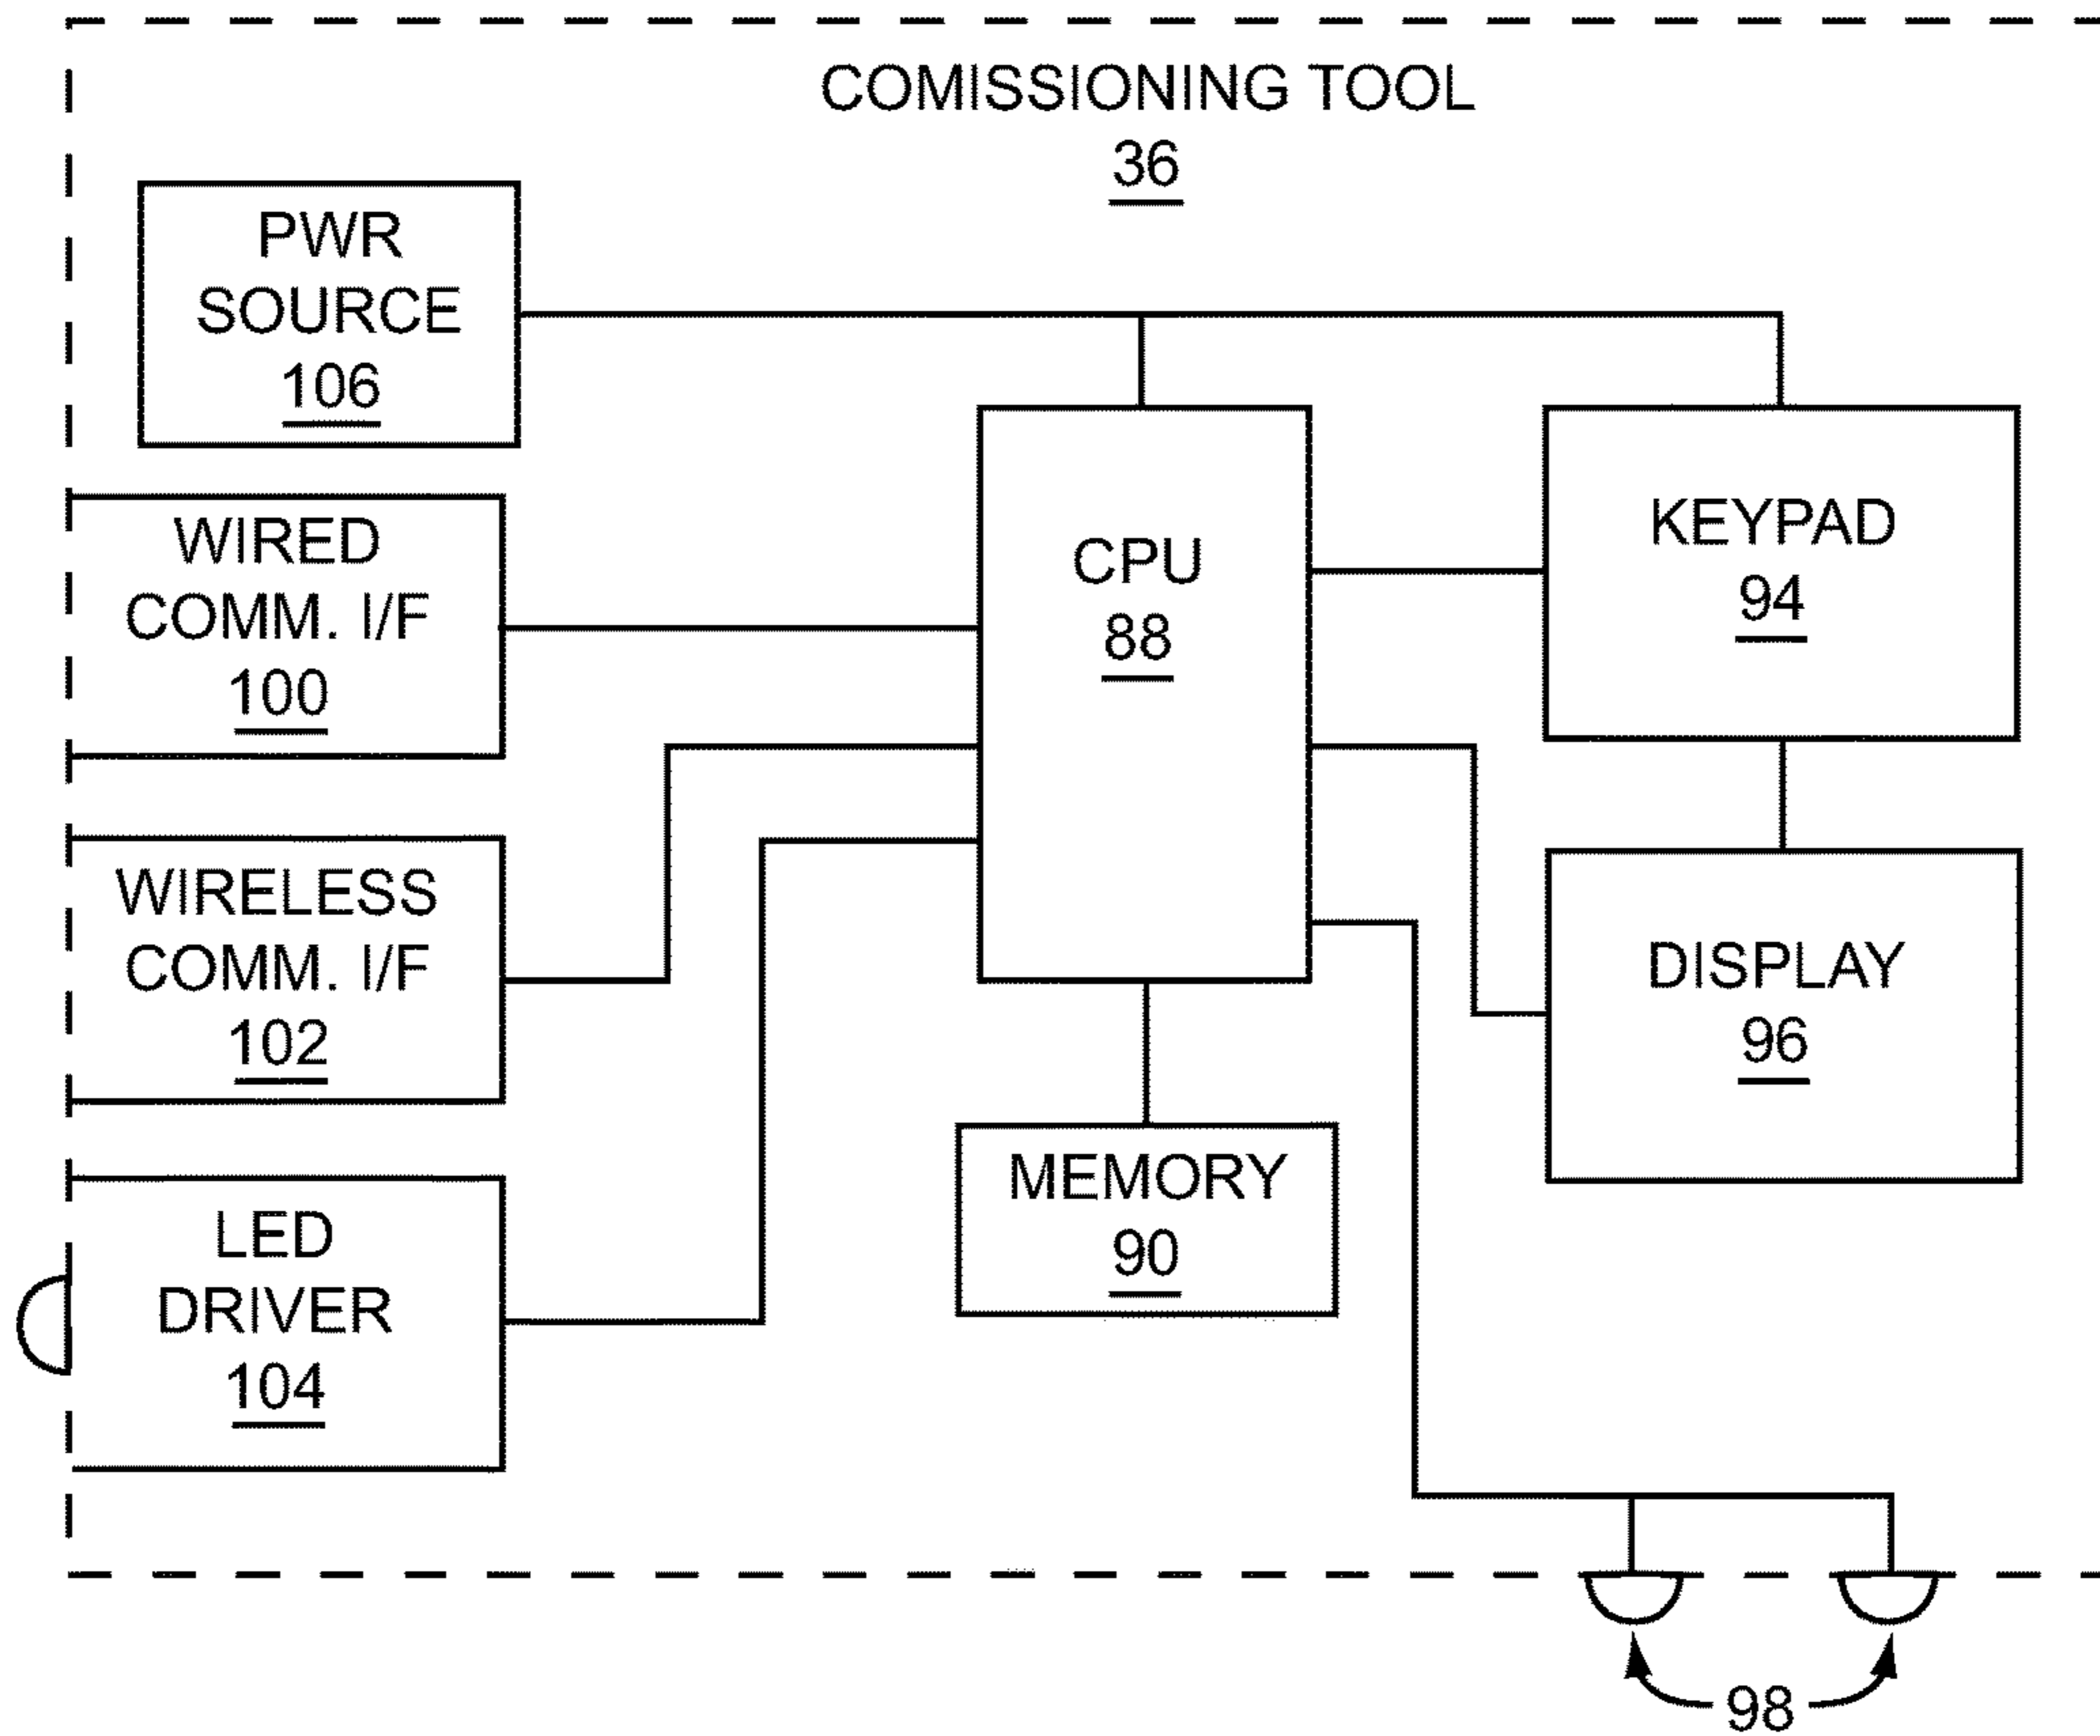 COMISSIONING TOOL
36
PWR
SOURCE
106
WIRED
COMM. I/F
100
WIRELESS
COMM. I/F
102
LED
DRIVER
104
CPU
88
MEMORY
90
KEYPAD
94
DISPLAY
96
98